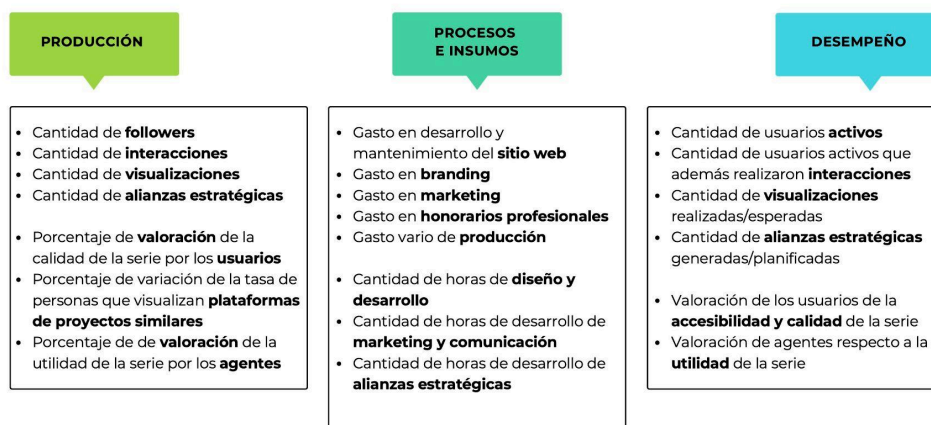 PRODUCCIÓN
• Cantidad de followers
• Cantidad de interacciones
• Cantidad de visualizaciones
• Cantidad de alianzas estratégicas
• Porcentaje de valoración de la
calidad de la serie por los usuarios
• Porcentaje de variación de la tasa de
personas que visualizan plataformas
de proyectos similares
• Porcentaje de de valoración de la
utilidad de la serie por los agentes
PROCESOS
E INSUMOS
• Gasto en desarrollo y
mantenimiento del sitio web
• Gasto en branding
• Gasto en marketing
• Gasto en honorarios profesionales
• Gasto vario de producción
• Cantidad de horas de diseño y
desarrollo
• Cantidad de horas de desarrollo de
marketing y comunicación
• Cantidad de horas de desarrollo de
alianzas estratégicas
DESEMPEÑO
• Cantidad de usuarios activos
• Cantidad de usuarios activos que
además realizaron interacciones
• Cantidad de visualizaciones
realizadas/esperadas
• Cantidad de alianzas estratégicas
generadas/planificadas
• Valoración de los usuarios de la
accesibilidad y calidad de la serie
• Valoración de agentes respecto a la
utilidad de la serie